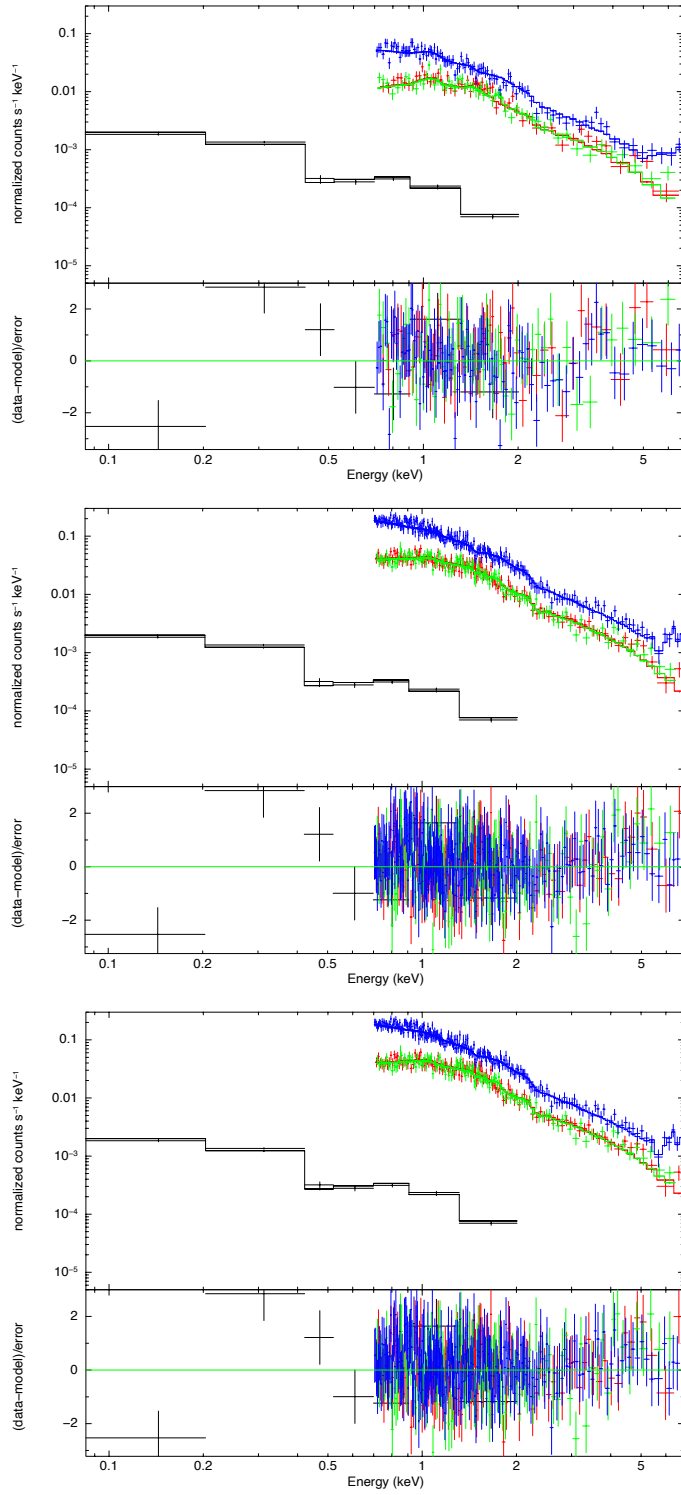 0.1
0.01
10⁻³
10⁻⁴
10⁻⁵
normalized counts s⁻¹ keV⁻¹
2
0
−2
(data−model)/error
0.1 0.2 0.5 1 2 5
Energy (keV)
0.1
0.01
10⁻³
10⁻⁴
10⁻⁵
normalized counts s⁻¹ keV⁻¹
2
0
−2
(data−model)/error
0.1 0.2 0.5 1 2 5
Energy (keV)
0.1
0.01
10⁻³
10⁻⁴
10⁻⁵
normalized counts s⁻¹ keV⁻¹
2
0
−2
(data−model)/error
0.1 0.2 0.5 1 2 5
Energy (keV)